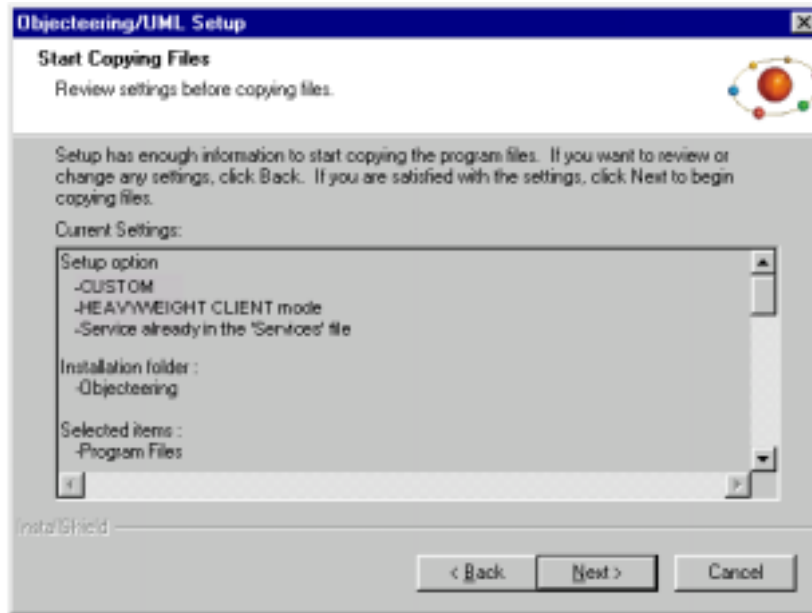 Objecteering/UML Setup
Start Copying Files
Review settings before copying files.
Setup has enough information to start copying the program files. If you want to review or
change any settings, click Back. If you are satisfied with the settings, click Next to begin
copying files.
Current Settings:
Setup option
-CUSTOM
-HEAVYWEIGHT CLIENT mode
-Service already in the 'Services' file
Installation folder :
-Objecteering
Selected items :
-Program Files
InstallShield
< Back
Next >
Cancel